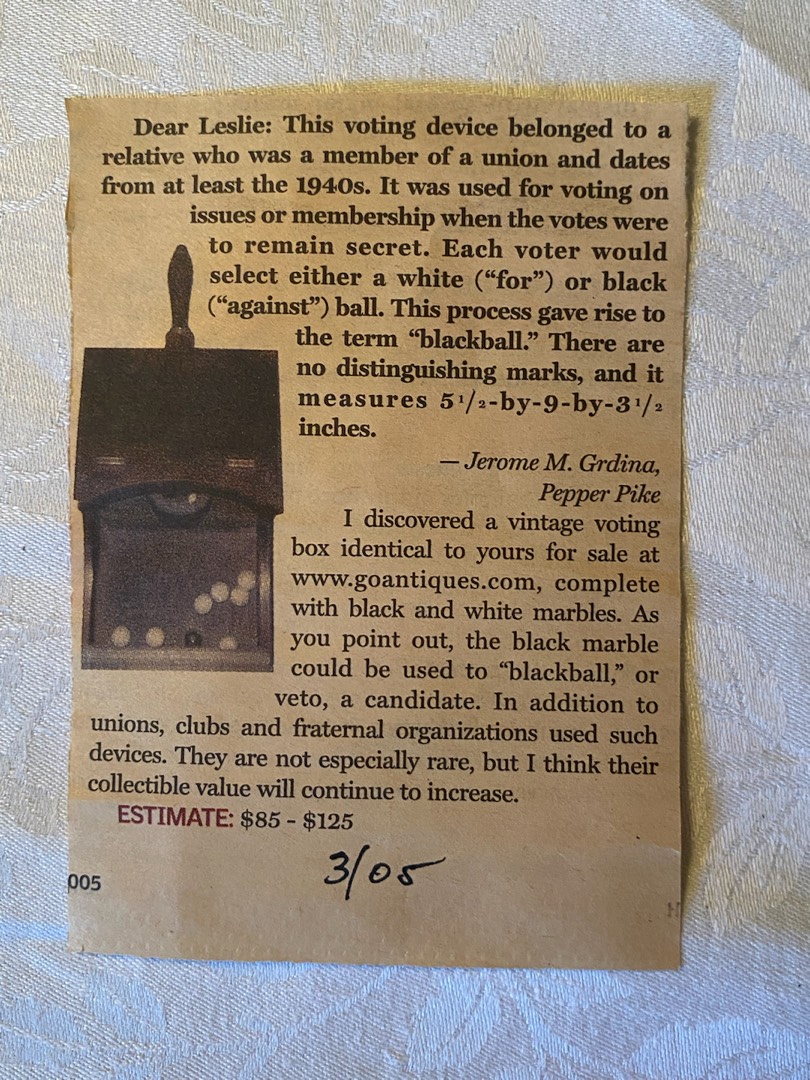 Dear Leslie: This voting device belonged to a
relative who was a member of a union and dates
from at least the 1940s. It was used for voting on
issues or membership when the votes were
to remain secret. Each voter would
select either a white (“for”) or black
(“against”) ball. This process gave rise to
the term “blackball.” There are
no distinguishing marks, and it
measures 5 1/2-by-9-by-3 1/2
inches.
— Jerome M. Grdina,
Pepper Pike
I discovered a vintage voting
box identical to yours for sale at
www.goantiques.com, complete
with black and white marbles. As
you point out, the black marble
could be used to “blackball,” or
veto, a candidate. In addition to
unions, clubs and fraternal organizations used such
devices. They are not especially rare, but I think their
collectible value will continue to increase.
ESTIMATE: $85 - $125
3/05
005
H